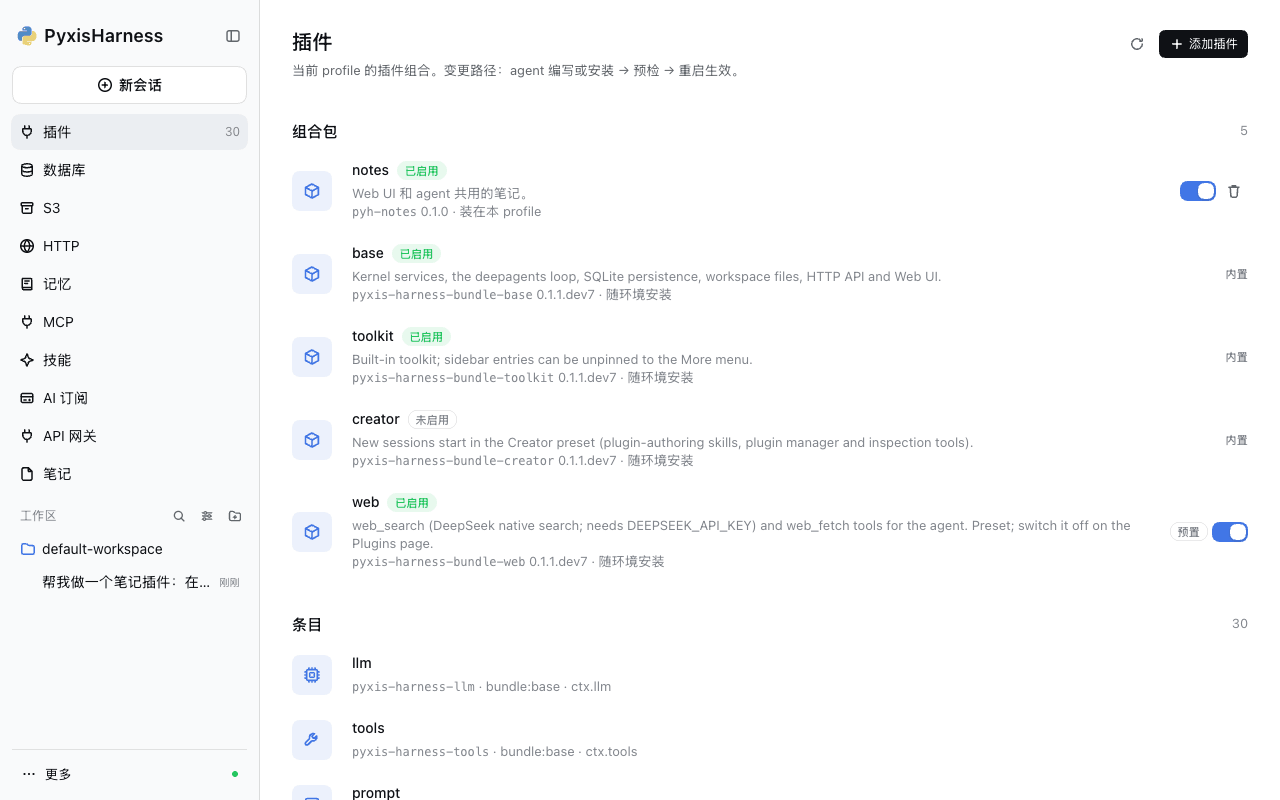 PyxisHarness
新会话
插件 30
数据库
S3
HTTP
记忆
MCP
技能
AI 订阅
API 网关
笔记
工作区
default-workspace
帮我做一个笔记插件：在... 刚刚
更多
插件
添加插件
当前 profile 的插件组合。变更路径：agent 编写或安装 → 预检 → 重启生效。
组合包 5
notes 已启用
Web UI 和 agent 共用的笔记。
pyh-notes 0.1.0 · 装在本 profile
base 已启用
Kernel services, the deepagents loop, SQLite persistence, workspace files, HTTP API and Web UI.
pyxis-harness-bundle-base 0.1.1.dev7 · 随环境安装
内置
toolkit 已启用
Built-in toolkit; sidebar entries can be unpinned to the More menu.
pyxis-harness-bundle-toolkit 0.1.1.dev7 · 随环境安装
内置
creator 未启用
New sessions start in the Creator preset (plugin-authoring skills, plugin manager and inspection tools).
pyxis-harness-bundle-creator 0.1.1.dev7 · 随环境安装
内置
web 已启用
web_search (DeepSeek native search; needs DEEPSEEK_API_KEY) and web_fetch tools for the agent. Preset; switch it off on the
Plugins page.
pyxis-harness-bundle-web 0.1.1.dev7 · 随环境安装
预置
条目 30
llm
pyxis-harness-llm · bundle:base · ctx.llm
tools
pyxis-harness-tools · bundle:base · ctx.tools
prompt